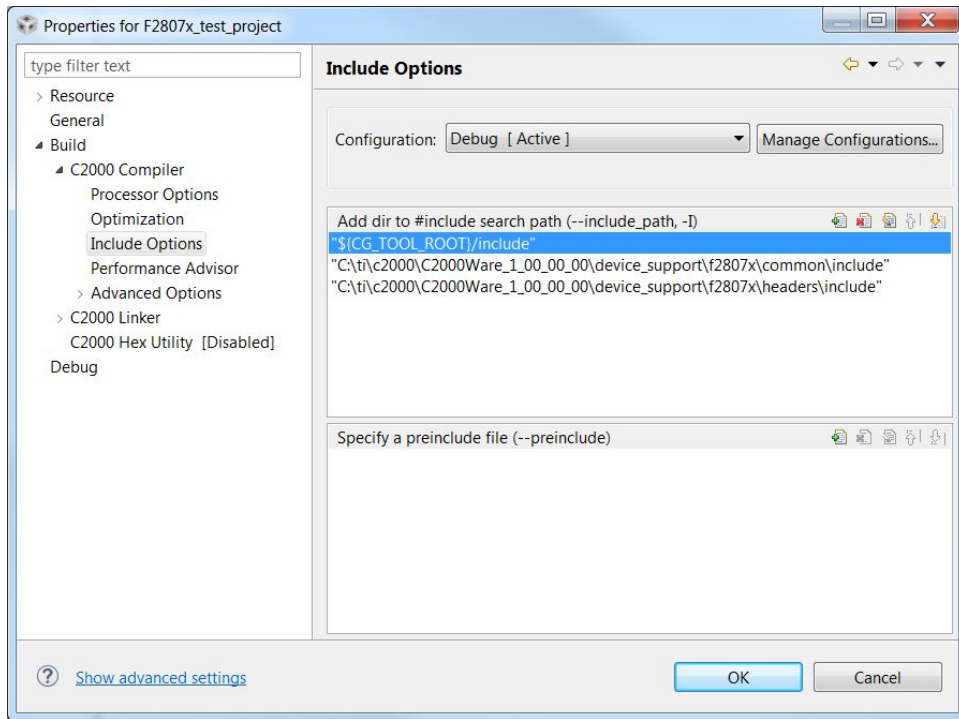 Properties for F2807x_test_project
type filter text
Resource
General
Build
C2000 Compiler
Processor Options
Optimization
Include Options
Performance Advisor
Advanced Options
C2000 Linker
C2000 Hex Utility [Disabled]
Debug
Include Options
Configuration: Debug [ Active ] Manage Configurations...
Add dir to #include search path (--include_path, -I)
"${CG_TOOL_ROOT}/include"
"C:\ti\c2000\C2000Ware_1_00_00_00\device_support\f2807x\common\include"
"C:\ti\c2000\C2000Ware_1_00_00_00\device_support\f2807x\headers\include"
Specify a preinclude file (--preinclude)
? Show advanced settings
OK Cancel